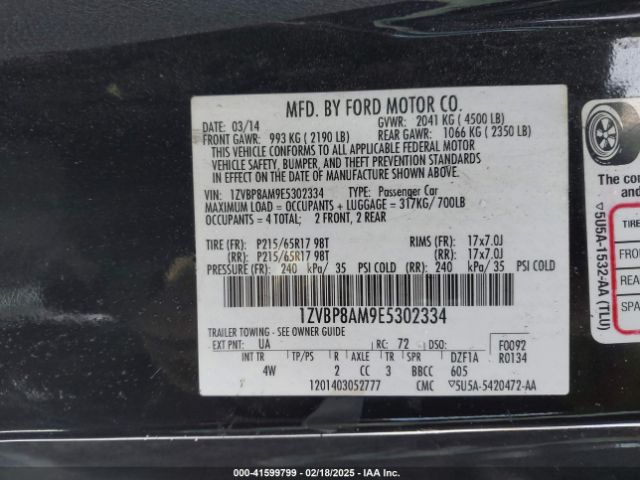 MFD. BY FORD MOTOR CO.
DATE: 03/14 GVWR: 2041 KG ( 4500 LB)
FRONT GAWR: 993 KG ( 2190 LB) REAR GAWR: 1066 KG ( 2350 LB)
THIS VEHICLE CONFORMS TO ALL APPLICABLE FEDERAL MOTOR
VEHICLE SAFETY, BUMPER, AND THEFT PREVENTION STANDARDS
IN EFFECT ON THE DATE OF MANUFACTURE SHOWN ABOVE.
VIN: 1ZVBP8AM9E5302334 TYPE: Passenger Car
MAXIMUM LOAD = OCCUPANTS + LUGGAGE = 317KG/ 700LB
OCCUPANTS = 4 TOTAL; 2 FRONT, 2 REAR
TIRE (FR): P215/65R17 98T RIMS (FR): 17x7.0J
(RR): P215/65R17 98T (RR): 17x7.0J
PRESSURE (FR): 240 kPa/ 35 PSI COLD (RR): 240 kPa/ 35 PSI COLD
1ZVBP8AM9E5302334
TRAILER TOWING - SEE OWNER GUIDE
EXT PNT: UA RC: 72 DSO: F0092
INT TR TP/PS R AXLE TR SPR DZF1A R0134
4W 2 CC 3 BBCC 605
1201403052777 CMC ▽5U5A-5420472-AA
The con
and
▽5U5A-1532-AA (TLU)
TIRE
FRO
REA
SPA
000-41599799 - 02/18/2025 - IAAI.com